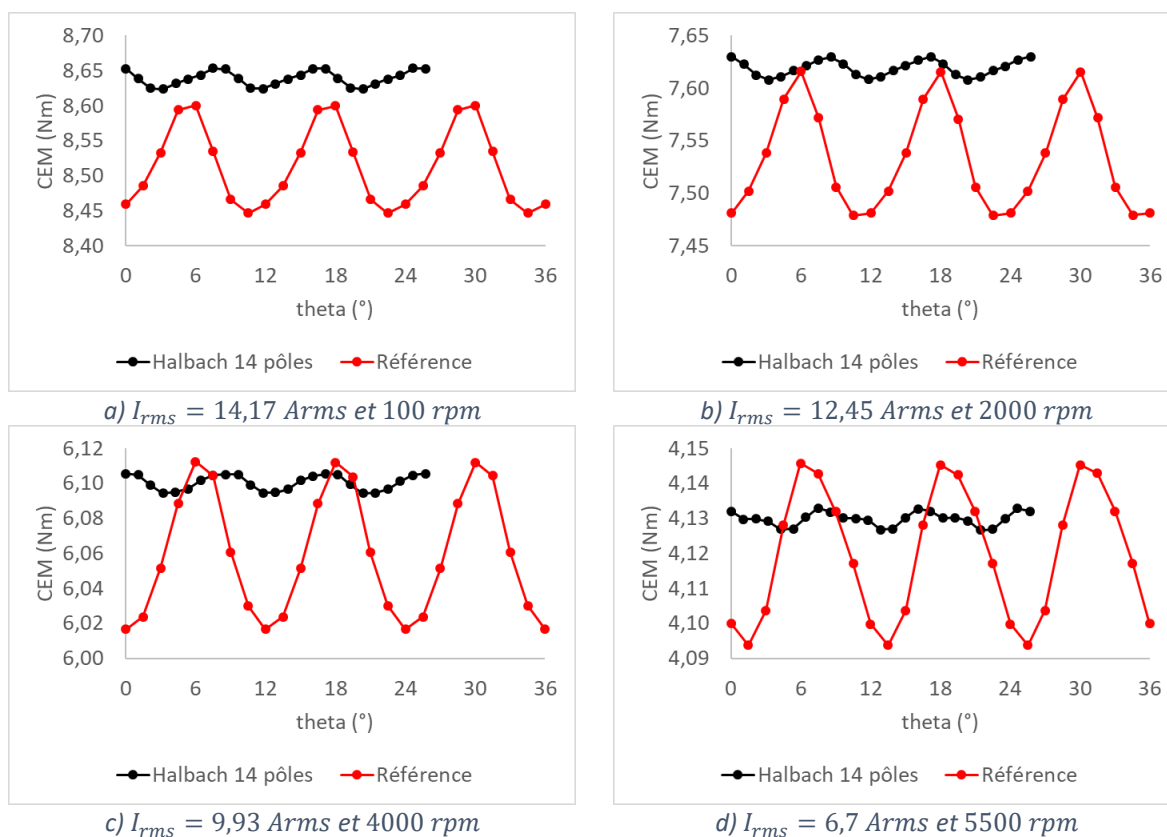 8,70
8,65
8,60
8,55
8,50
8,45
8,40
CEM (Nm)
0 6 12 18 24 30 36
theta (°)
Halbach 14 pôles Référence
a) I_rms = 14,17 Arms et 100 rpm
7,65
7,60
7,55
7,50
7,45
CEM (Nm)
0 6 12 18 24 30 36
theta (°)
Halbach 14 pôles Référence
b) I_rms = 12,45 Arms et 2000 rpm
6,12
6,10
6,08
6,06
6,04
6,02
6,00
CEM (Nm)
0 6 12 18 24 30 36
theta (°)
Halbach 14 pôles Référence
c) I_rms = 9,93 Arms et 4000 rpm
4,15
4,14
4,13
4,12
4,11
4,10
4,09
CEM (Nm)
0 6 12 18 24 30 36
theta (°)
Halbach 14 pôles Référence
d) I_rms = 6,7 Arms et 5500 rpm